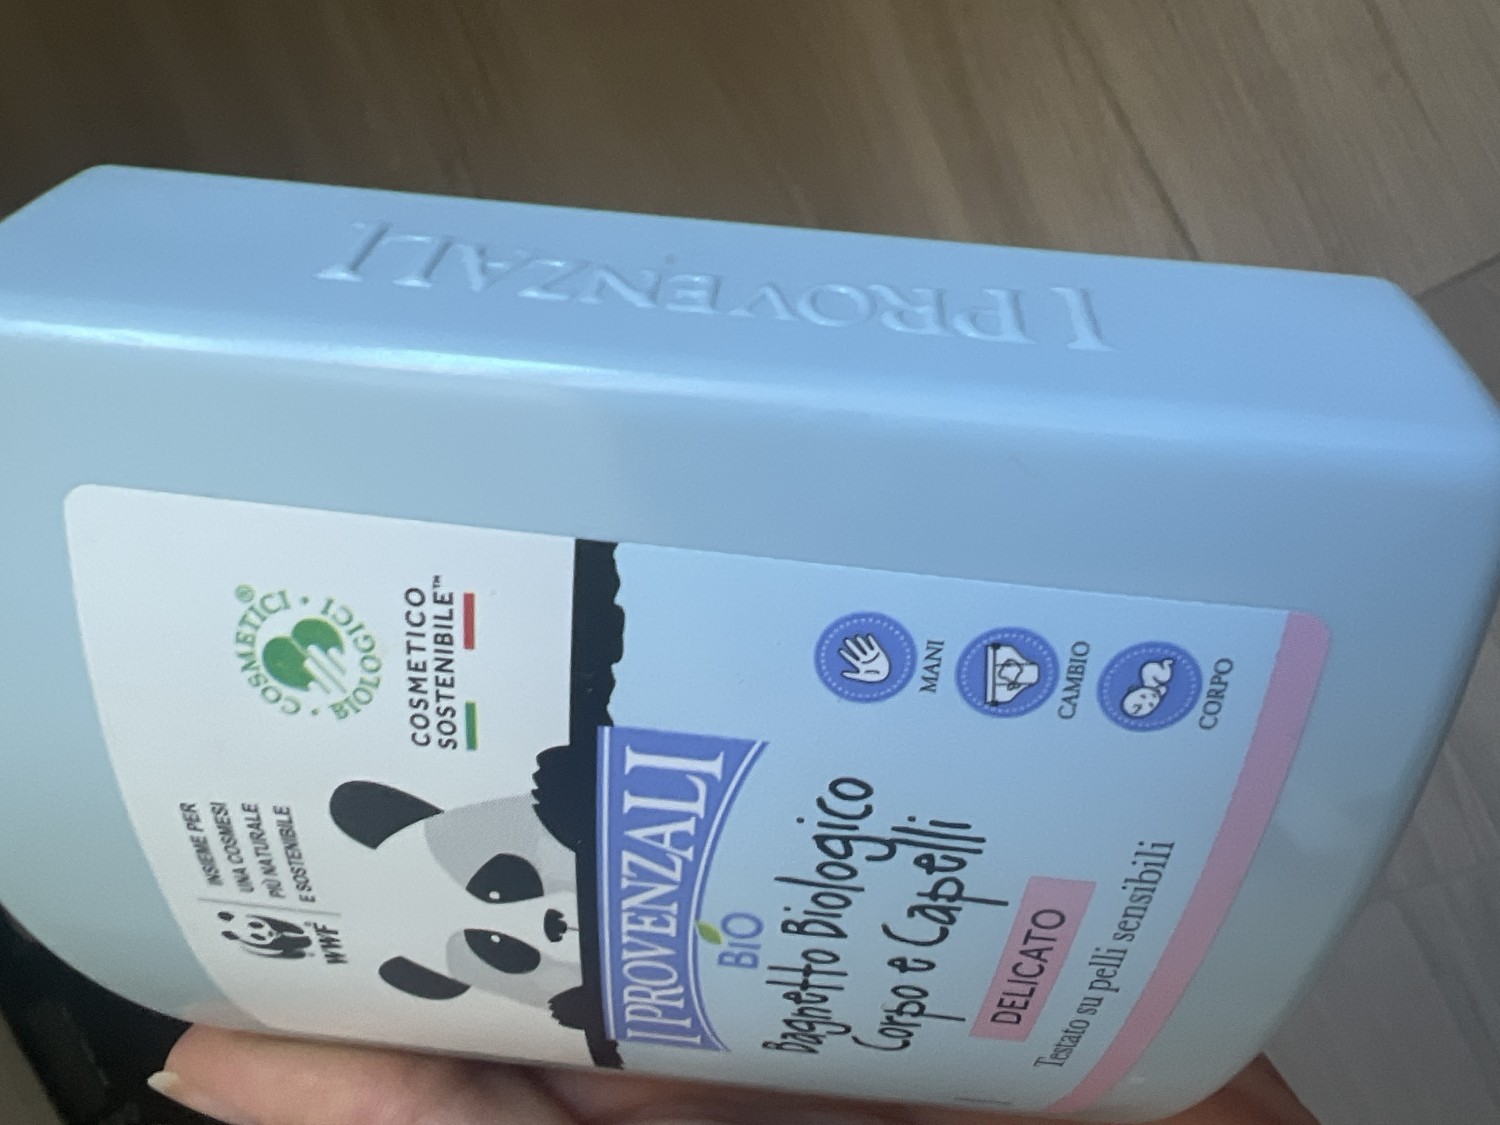 I PROVENZALI
INSIEME PER
UNA COSMESI
PIÙ NATURALE
E SOSTENIBILE
WWF
COSMETICI® • BIOLOGICI •
COSMETICO
SOSTENIBILE™
I PROVENZALI
BIO
Bagnetto Biologico
Corpo e Capelli
DELICATO
Testato su pelli sensibili
MANI
CAMBIO
CORPO